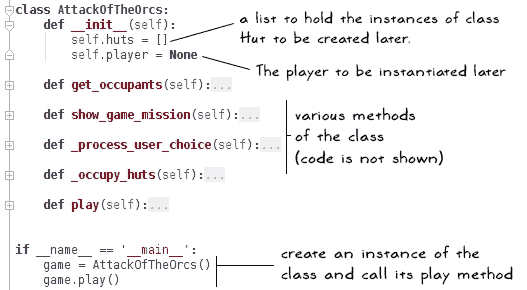 class AttackOfTheOrcs:
def __init__(self):
self.huts = []
self.player = None
a list to hold the instances of class
Hut to be created later.
The player to be instantiated later
def get_occupants(self):...
def show_game_mission(self):...
def _process_user_choice(self):...
def _occupy_huts(self):...
def play(self):...
various methods
of the class
(code is not shown)
if __name__ == '__main__':
game = AttackOfTheOrcs()
game.play()
create an instance of the
class and call its play method